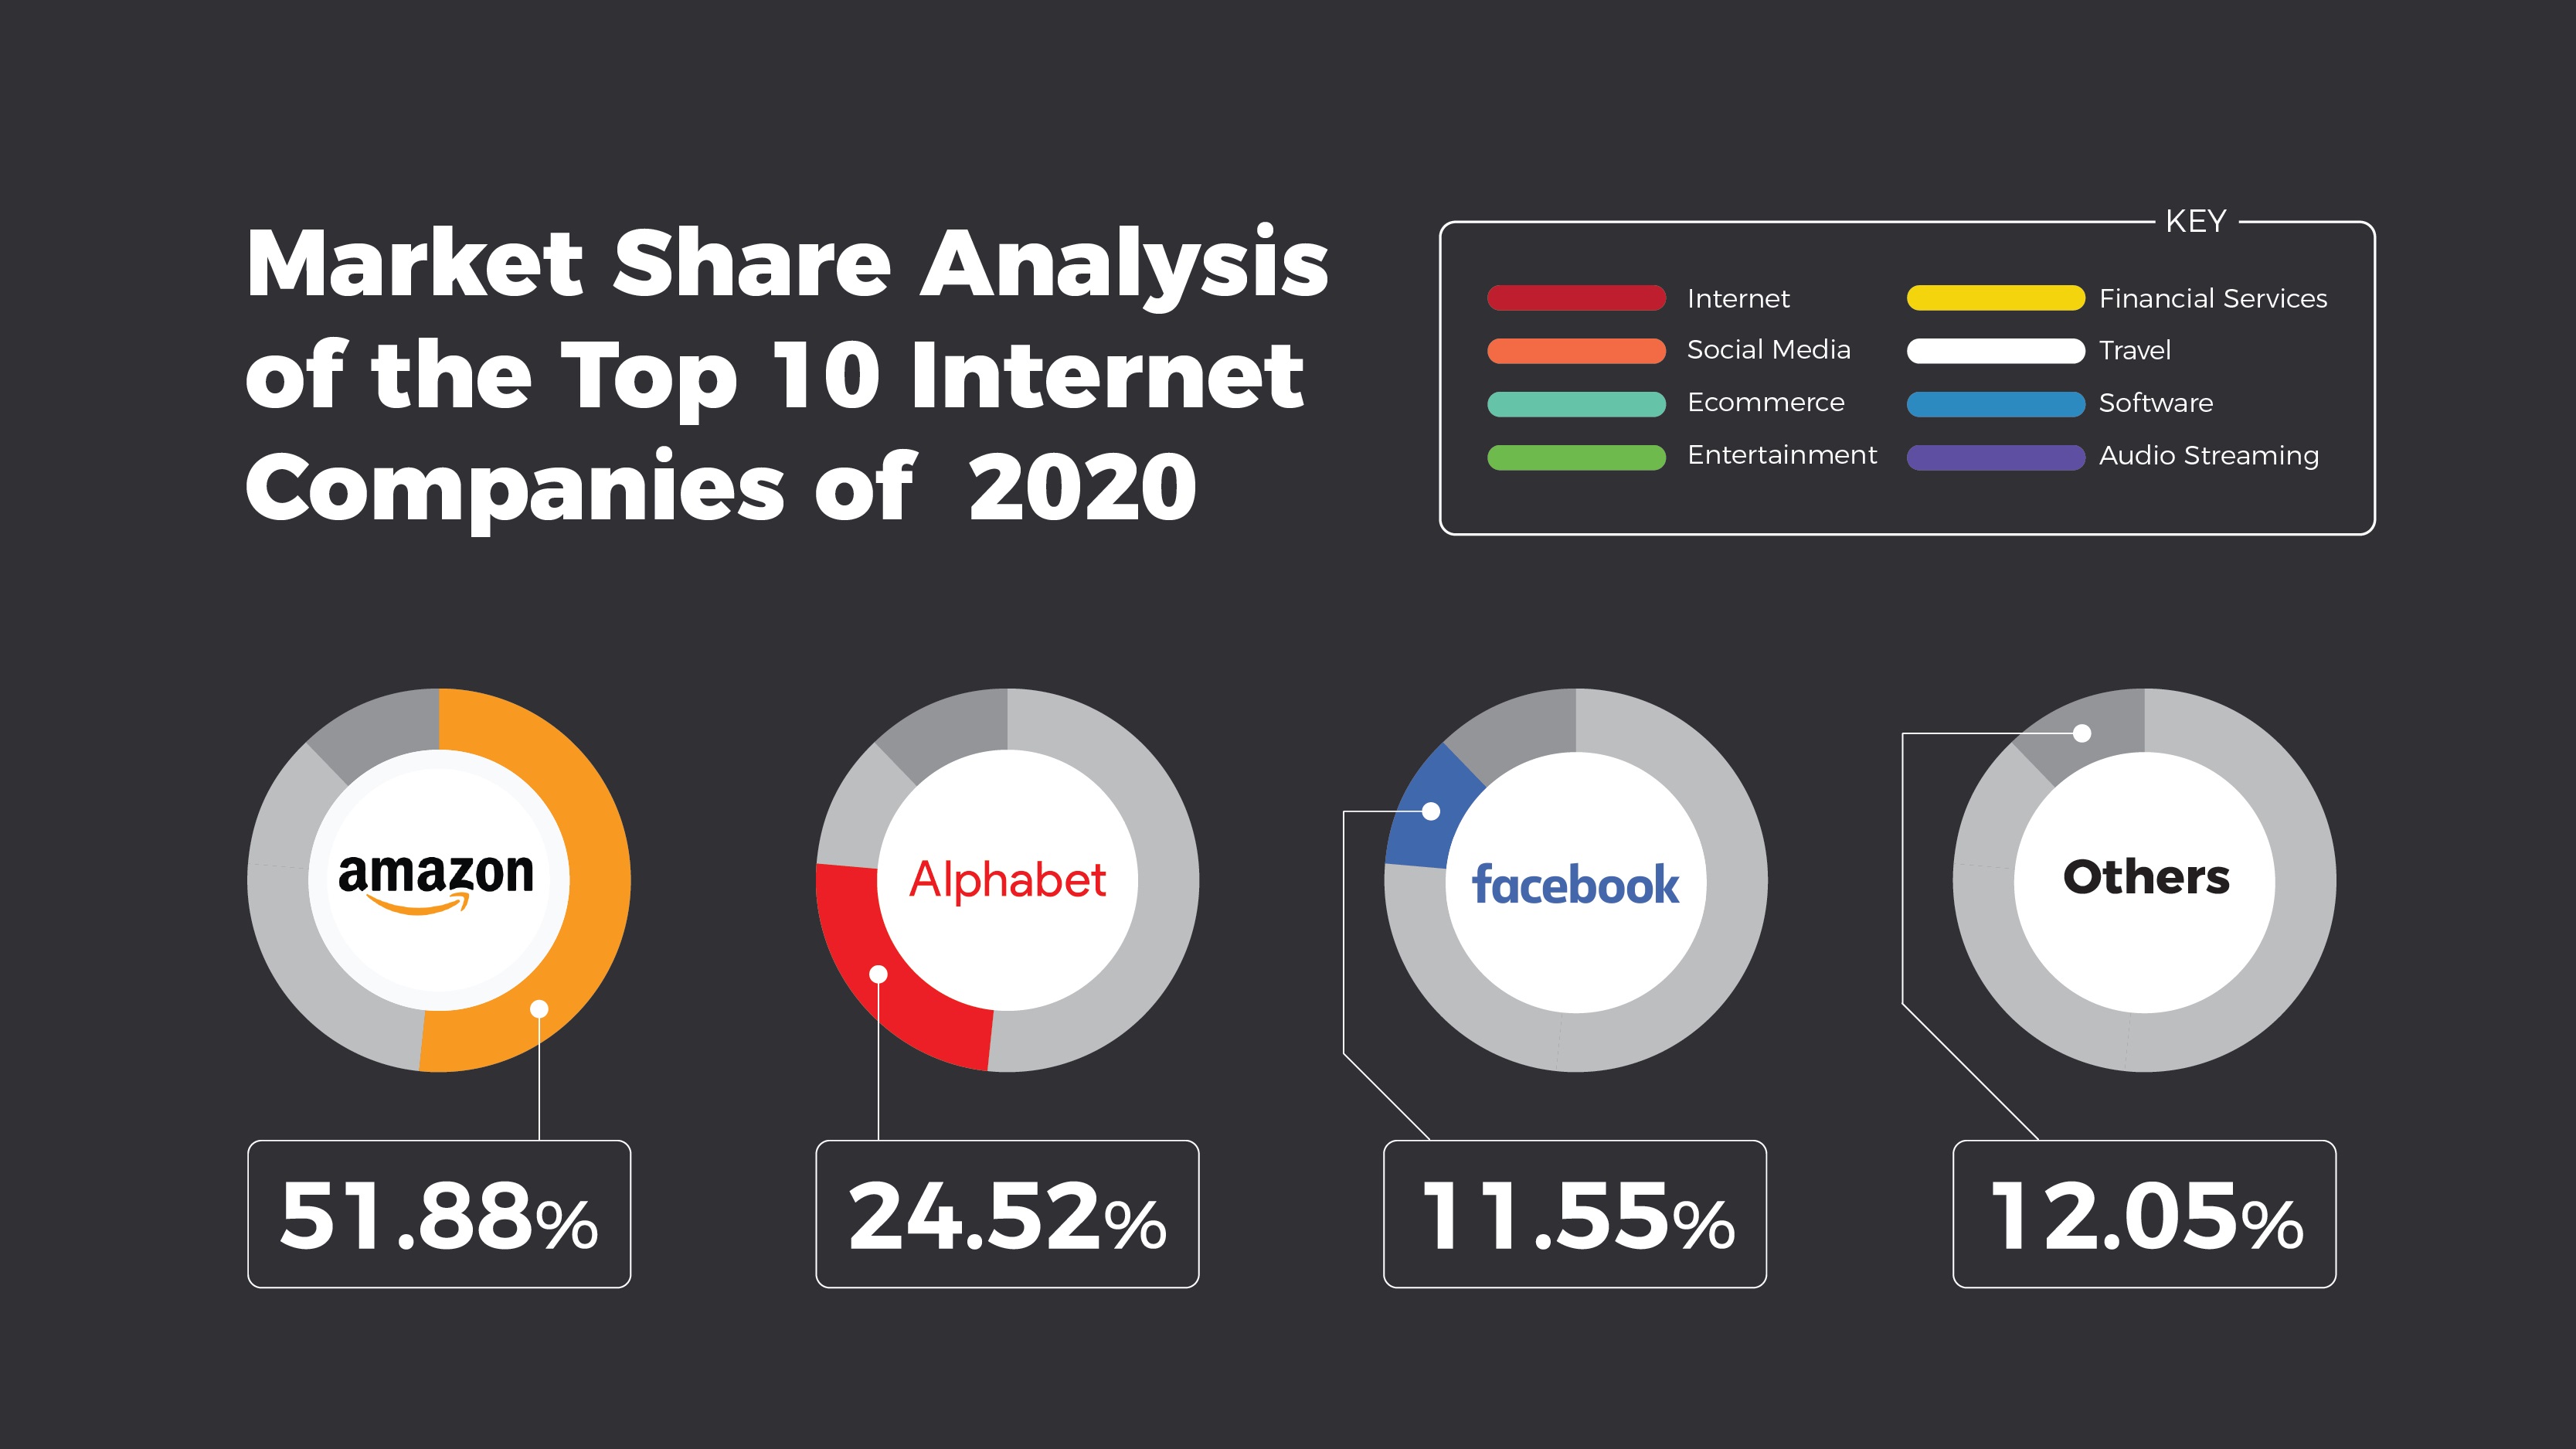 Market Share Analysis
of the Top 10 Internet
Companies of 2020
KEY
Internet
Social Media
Ecommerce
Entertainment
Financial Services
Travel
Software
Audio Streaming
amazon
Alphabet
facebook
Others
51.88%
24.52%
11.55%
12.05%